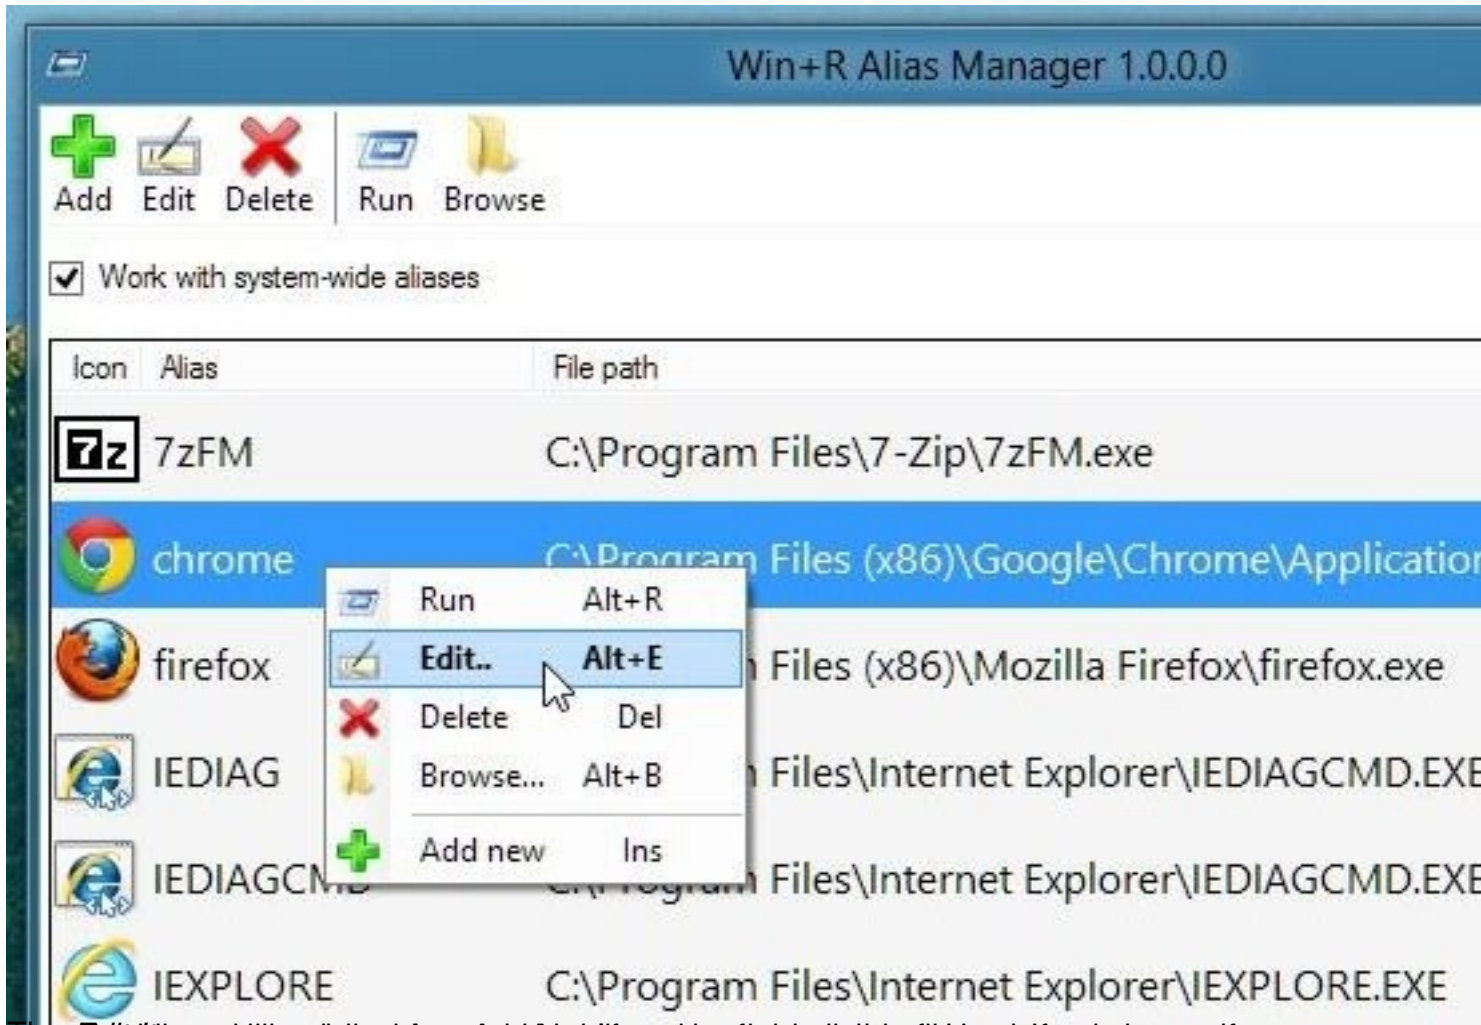 Win+R Alias Manager 1.0.0.0
Add Edit Delete Run Browse
Work with system-wide aliases
Icon Alias File path
7z 7zFM C:\Program Files\7-Zip\7zFM.exe
chrome C:\Program Files (x86)\Google\Chrome\Application
Run Alt+R
firefox Files (x86)\Mozilla Firefox\firefox.exe
Edit.. Alt+E
Delete Del
IEDIAG Files\Internet Explorer\IEDIAGCMD.EXE
Browse... Alt+B
Add new Ins
IEDIAGCMD C:\Program Files\Internet Explorer\IEDIAGCMD.EXE
IEXPLORE C:\Program Files\Internet Explorer\IEXPLORE.EXE